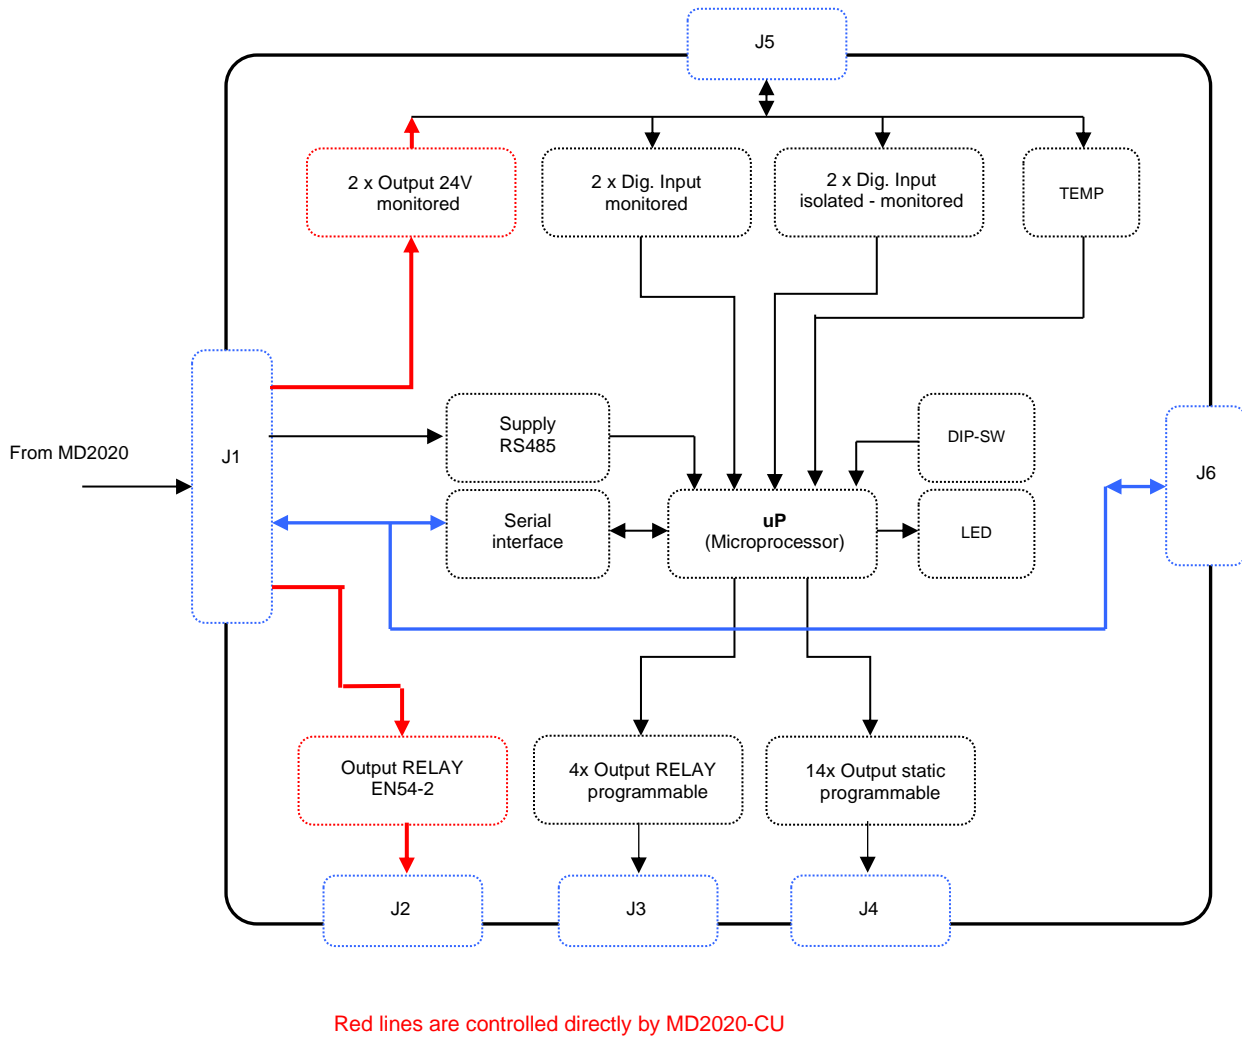 J5
2 x Output 24V
monitored
2 x Dig. Input
monitored
2 x Dig. Input
isolated - monitored
TEMP
From MD2020
J1
Supply
RS485
DIP-SW
J6
Serial
interface
uP
(Microprocessor)
LED
Output RELAY
EN54-2
4x Output RELAY
programmable
14x Output static
programmable
J2
J3
J4
Red lines are controlled directly by MD2020-CU